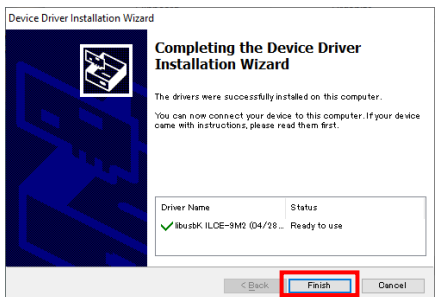 Device Driver Installation Wizard
Completing the Device Driver
Installation Wizard
The drivers were successfully installed on this computer.
You can now connect your device to this computer. If your device
came with instructions, please read them first.
Driver Name Status
libusbK ILCE-9M2 (04/28... Ready to use
< Back Finish Cancel